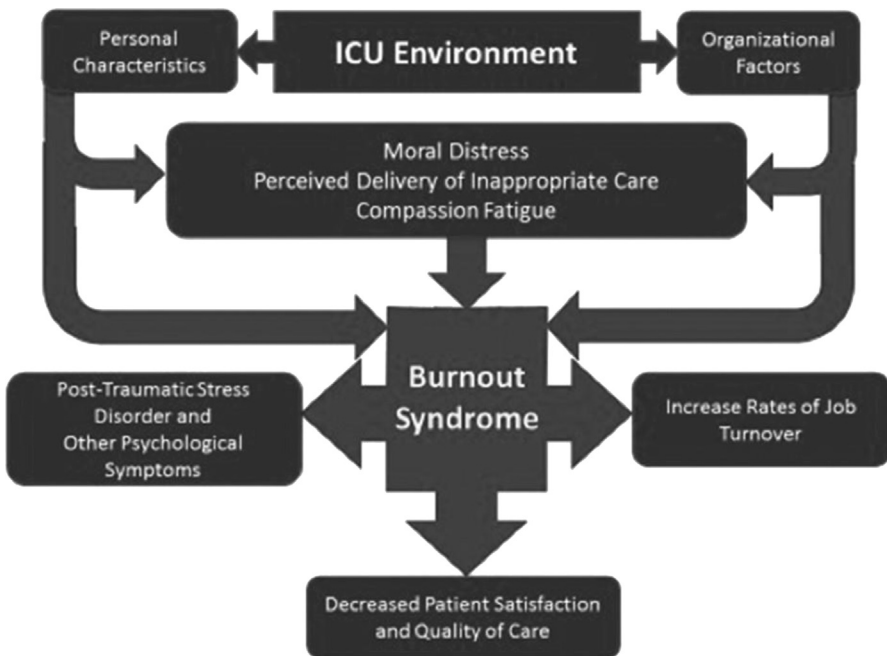 Personal
Characteristics
ICU Environment
Organizational
Factors
Moral Distress
Perceived Delivery of Inappropriate Care
Compassion Fatigue
Burnout
Syndrome
Post-Traumatic Stress
Disorder and
Other Psychological
Symptoms
Increase Rates of Job
Turnover
Decreased Patient Satisfaction
and Quality of Care